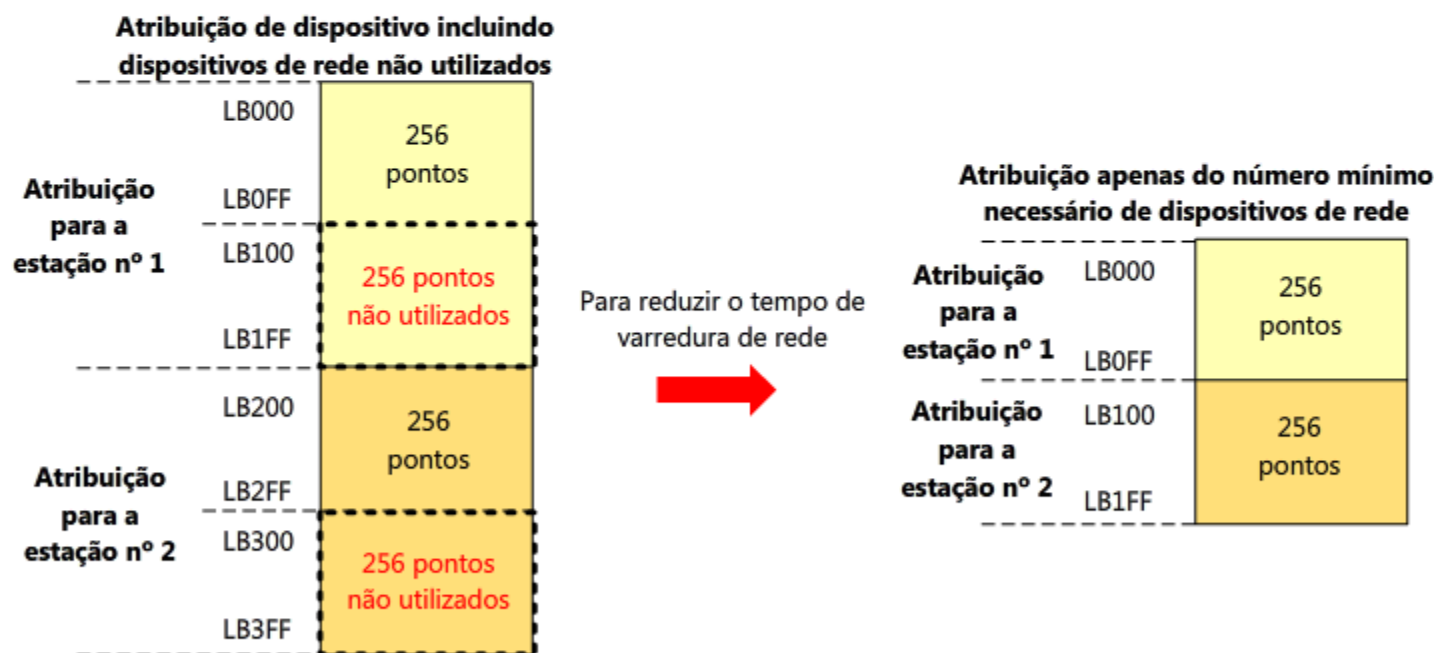 Atribuição de dispositivo incluindo
dispositivos de rede não utilizados
LB000
256
pontos
Atribuição
para a
estação nº 1
LB0FF
LB100
256 pontos
não utilizados
LB1FF
LB200
256
pontos
Atribuição
para a
estação nº 2
LB2FF
LB300
256 pontos
não utilizados
LB3FF
Para reduzir o tempo de
varredura de rede
Atribuição apenas do número mínimo
necessário de dispositivos de rede
Atribuição
para a
estação nº 1
LB000
256
pontos
LB0FF
Atribuição
para a
estação nº 2
LB100
256
pontos
LB1FF